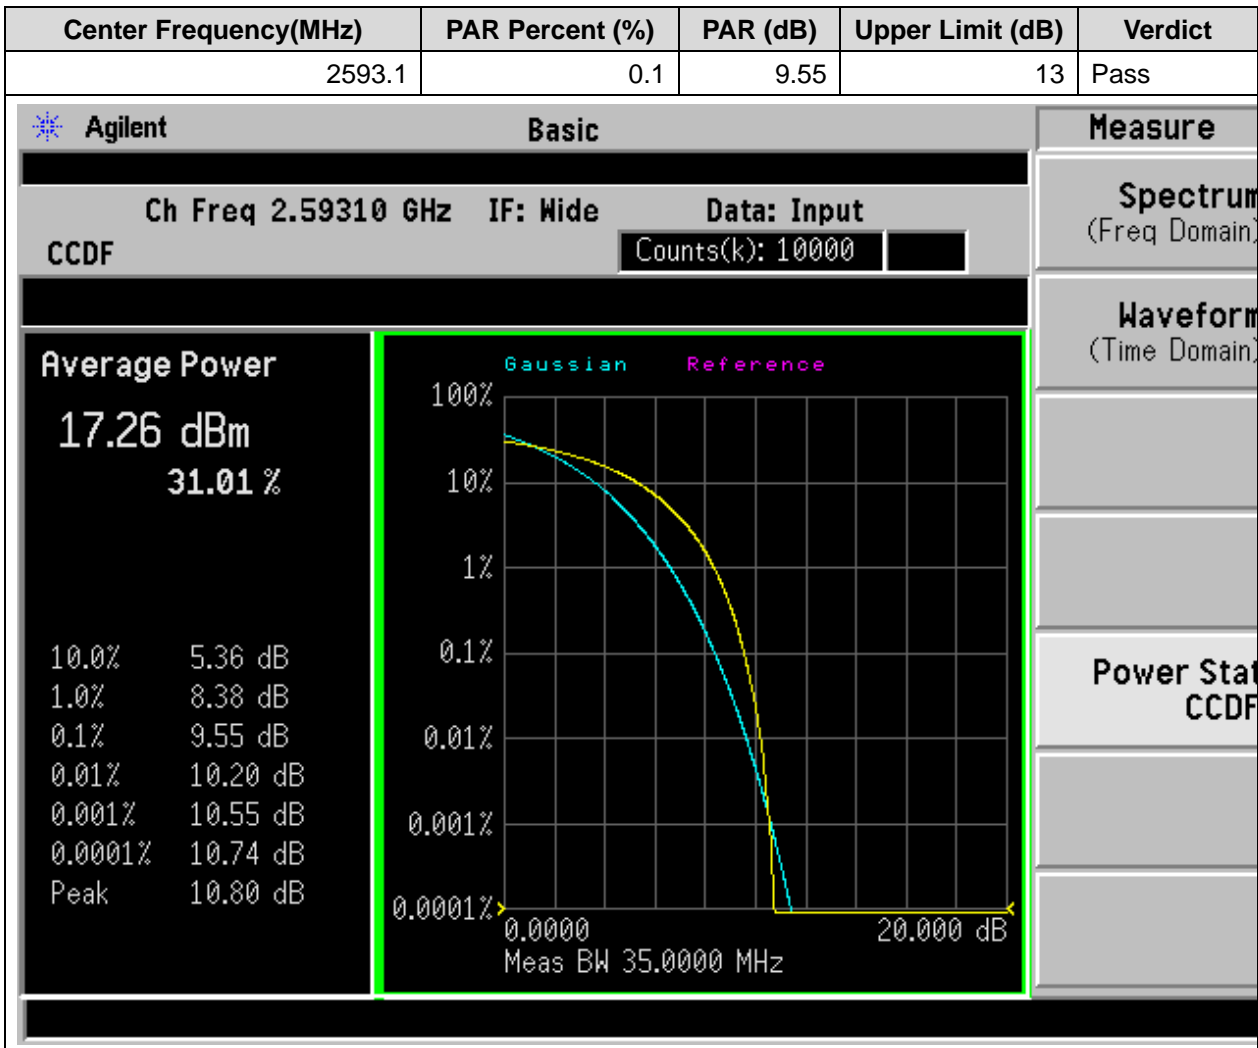 Center Frequency(MHz) PAR Percent (%) PAR (dB) Upper Limit (dB) Verdict
2593.1 0.1 9.55 13 Pass
Agilent Basic Measure
Ch Freq 2.59310 GHz IF: Wide Data: Input
CCDF Counts(k): 10000
Spectrum
(Freq Domain)
Waveform
(Time Domain)
Power Stat
CCDF
Average Power
17.26 dBm
31.01 %
10.0% 5.36 dB
1.0% 8.38 dB
0.1% 9.55 dB
0.01% 10.20 dB
0.001% 10.55 dB
0.0001% 10.74 dB
Peak 10.80 dB
Gaussian Reference
100%
10%
1%
0.1%
0.01%
0.001%
0.0001%
0.0000 20.000 dB
Meas BW 35.0000 MHz